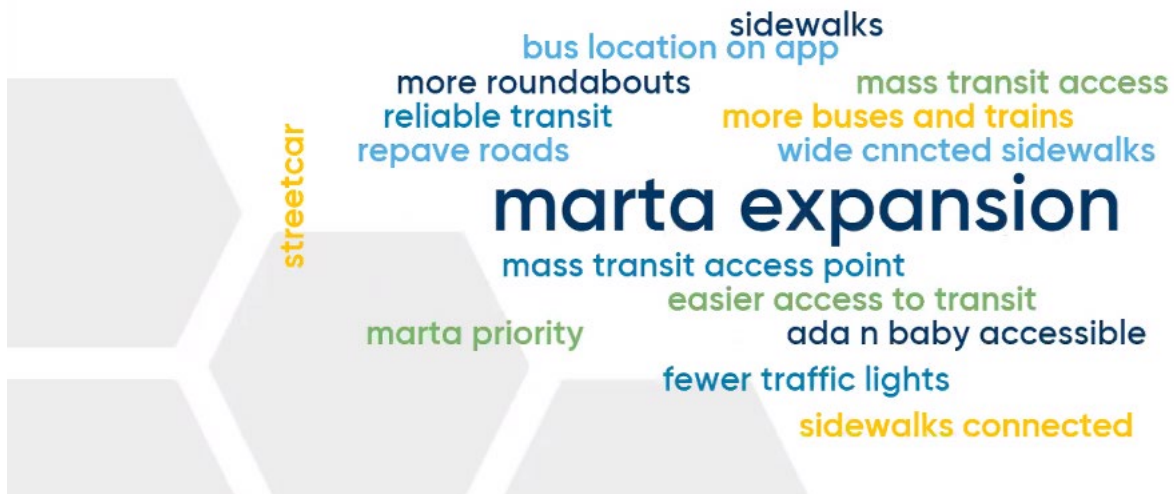 sidewalks
bus location on app
more roundabouts
mass transit access
reliable transit
more buses and trains
repave roads
wide cnncted sidewalks
streetcar
marta expansion
mass transit access point
easier access to transit
marta priority
ada n baby accessible
fewer traffic lights
sidewalks connected